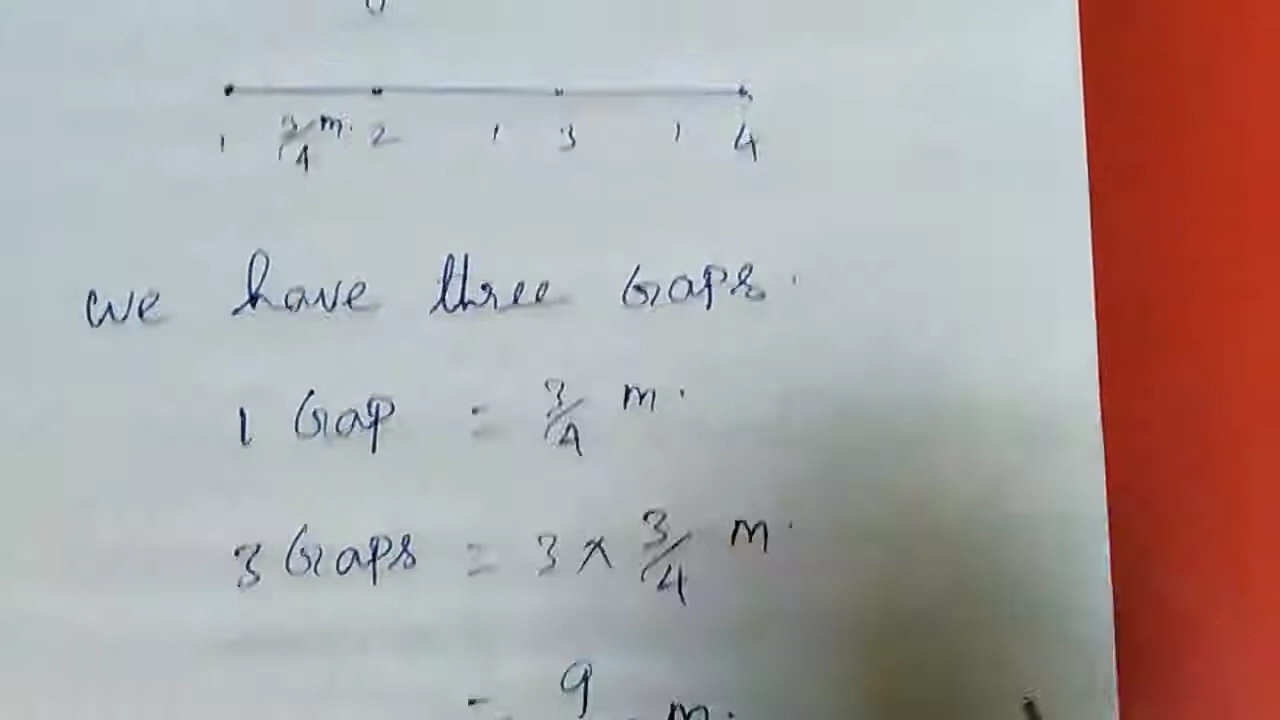 1 3/4 m. 2 1 3 1 4
we have three Gaps.
1 Gap = 3/4 m.
3 Gaps = 3 x 3/4 m.
= 9 m.